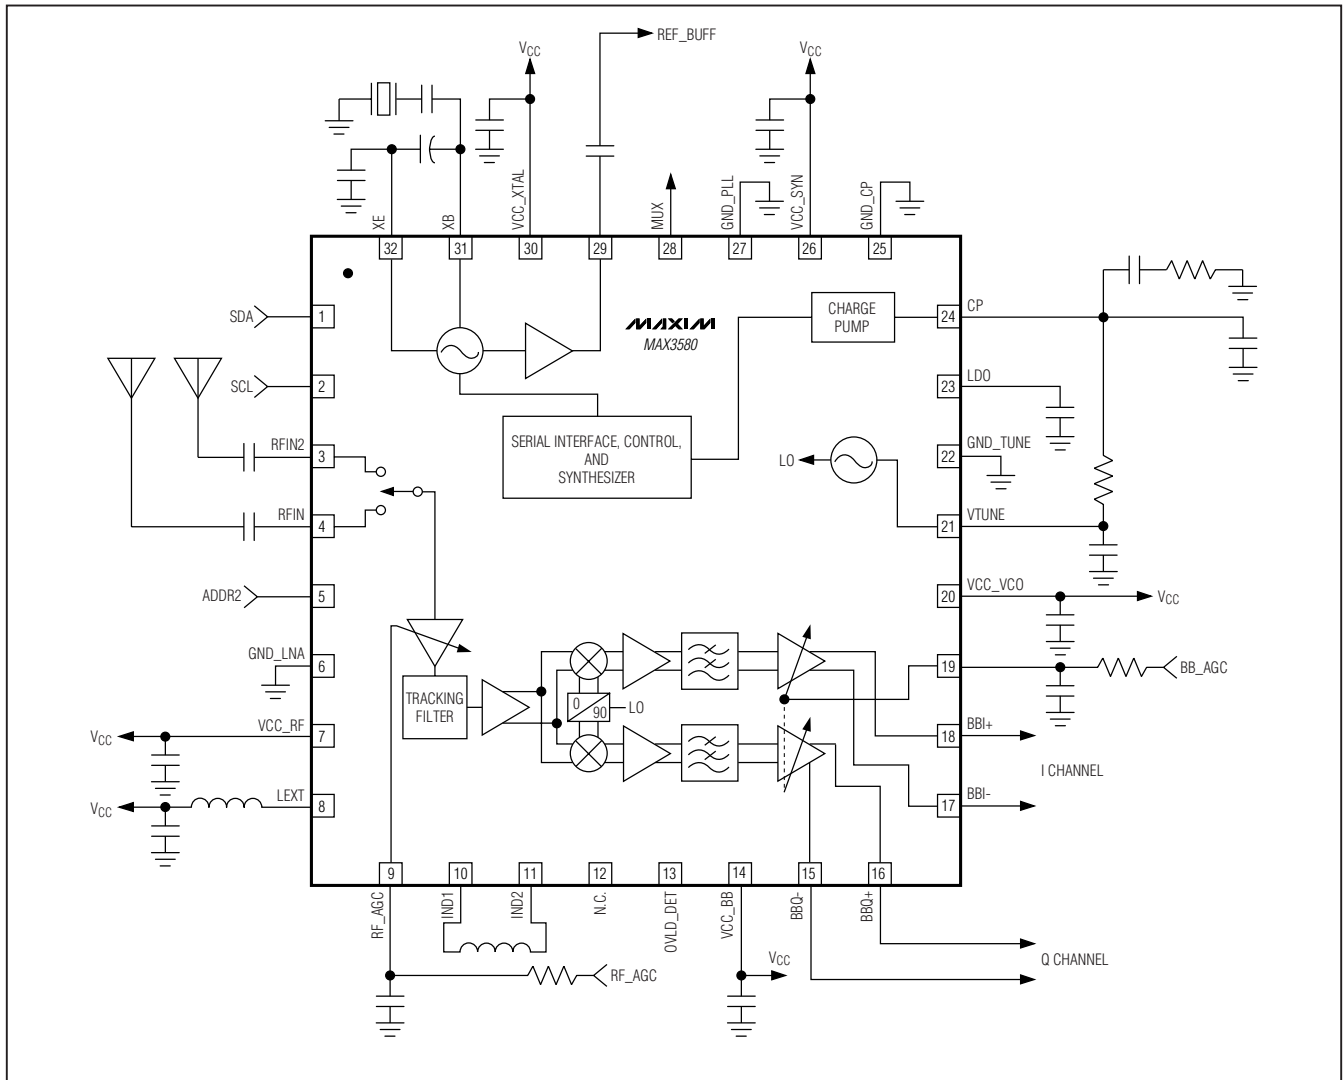 REF_BUFF
VCC
VCC
XE
XB
VCC_XTAL
MUX
GND_PLL
VCC_SYN
GND_CP
32
31
30
29
28
27
26
25
SDA
1
MAXIM
MAX3580
CHARGE
PUMP
24
CP
SCL
2
23
LDO
RFIN2
3
SERIAL INTERFACE, CONTROL,
AND
SYNTHESIZER
LO
22
GND_TUNE
RFIN
4
21
VTUNE
ADDR2
5
20
VCC_VCO
VCC
GND_LNA
6
19
BB_AGC
TRACKING
FILTER
0
90
LO
VCC
VCC_RF
7
18
BBI+
I CHANNEL
VCC
LEXT
8
17
BBI-
9
10
11
12
13
14
15
16
RF_AGC
IND1
IND2
N.C.
OVLD_DET
VCC_BB
BBQ-
BBQ+
RF_AGC
VCC
Q CHANNEL